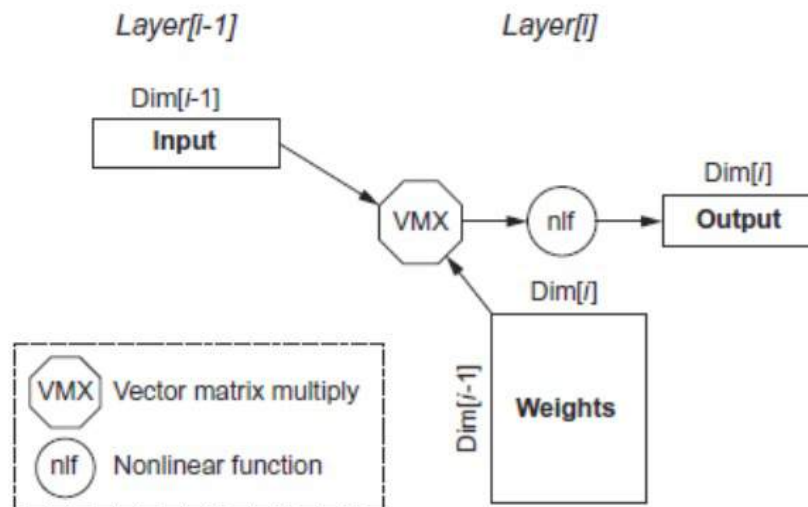 Layer[i-1]
Layer[i]
Dim[i-1]
Input
VMX
nlf
Dim[i]
Output
Dim[i]
Dim[i-1]
Weights
VMX Vector matrix multiply
nlf Nonlinear function